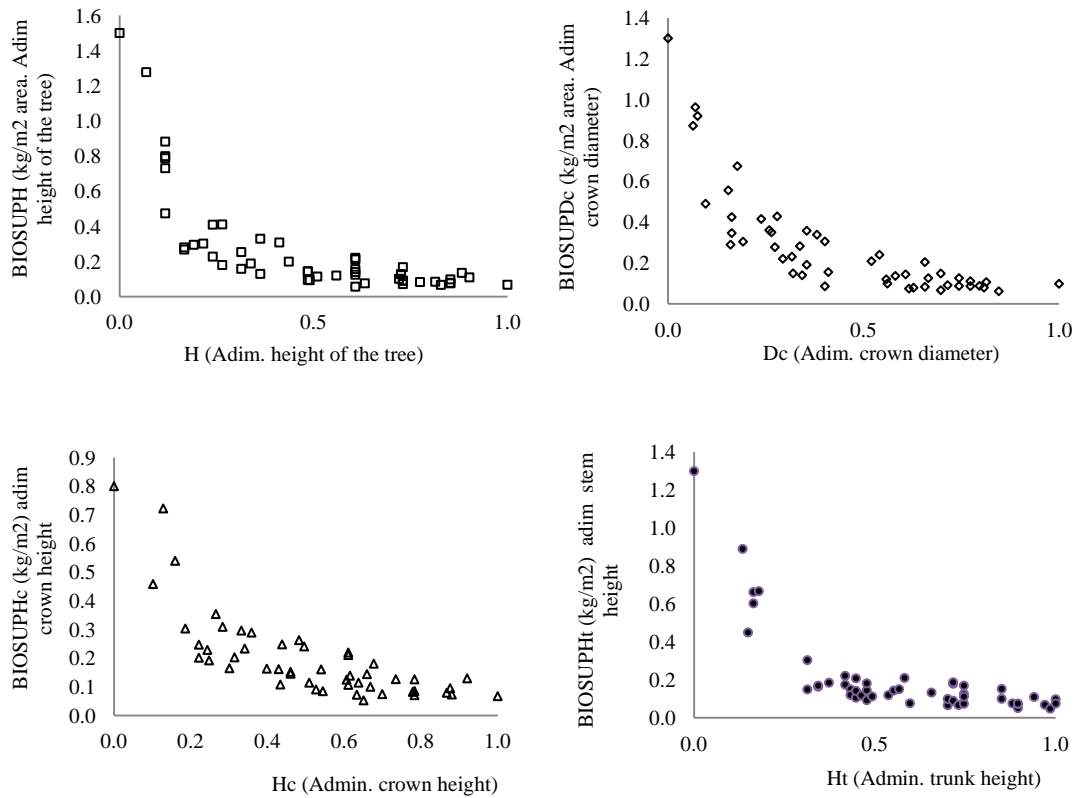 BIOSUPH (kg/m2 area. Adim
height of the tree)
1.6
1.4
1.2
1.0
0.8
0.6
0.4
0.2
0.0
0.0 0.5 1.0
H (Adim. height of the tree)
BIOSUPDc (kg/m2 area. Adim
crown diameter)
1.4
1.2
1.0
0.8
0.6
0.4
0.2
0.0
0.0 0.5 1.0
Dc (Adim. crown diameter)
BIOSUPHc (kg/m2) adim
crown height
0.9
0.8
0.7
0.6
0.5
0.4
0.3
0.2
0.1
0.0
0.0 0.2 0.4 0.6 0.8 1.0
Hc (Admin. crown height)
BIOSUPHt (kg/m2) adim stem
height
1.4
1.2
1.0
0.8
0.6
0.4
0.2
0.0
0.0 0.5 1.0
Ht (Admin. trunk height)